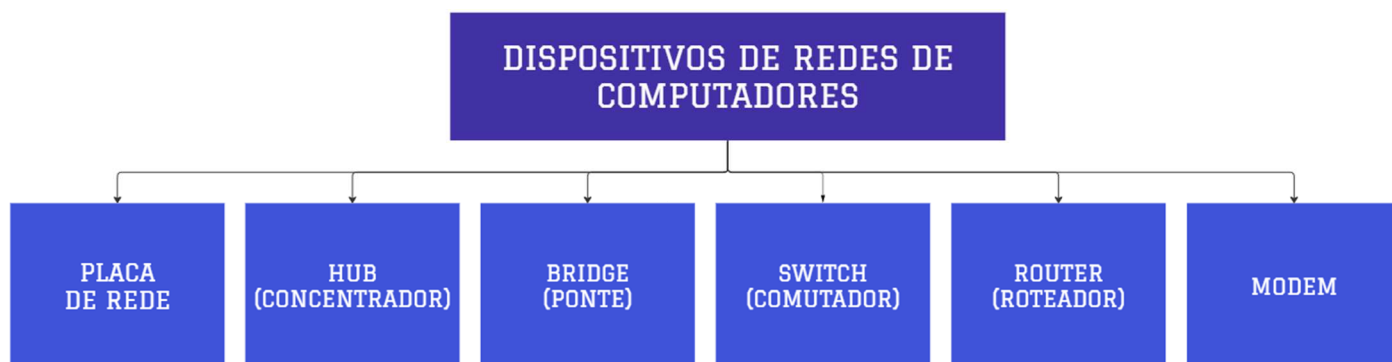 DISPOSITIVOS DE REDES DE
COMPUTADORES
PLACA
DE REDE
HUB
(CONCENTRADOR)
BRIDGE
(PONTE)
SWITCH
(COMUTADOR)
ROUTER
(ROTEADOR)
MODEM